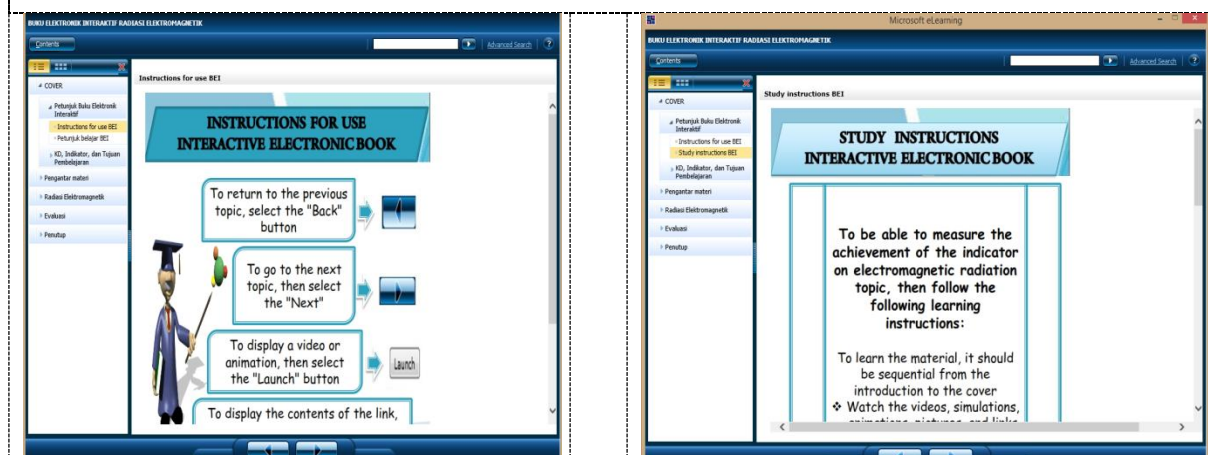 BUKU ELEKTRONIK INTERAKTIF RADIASI ELEKTROMAGNETIK
Contents
Advanced Search
?
COVER
Petunjuk Buku Elektronik
Interaktif
Instructions for use BEI
Petunjuk belajar BEI
KD, Indikator, dan Tujuan
Pembelajaran
Pengantar materi
Radiasi Elektromagnetik
Evaluasi
Penutup
Instructions for use BEI
INSTRUCTIONS FOR USE
INTERACTIVE ELECTRONIC BOOK
To return to the previous
topic, select the "Back"
button
To go to the next
topic, then select
the "Next"
To display a video or
animation, then select
the "Launch" button
Launch
To display the contents of the link,
Microsoft eLearning
BUKU ELEKTRONIK INTERAKTIF RADIASI ELEKTROMAGNETIK
Contents
Advanced Search
?
COVER
Petunjuk Buku Elektronik
Interaktif
Instructions for use BEI
Study instructions BEI
KD, Indikator, dan Tujuan
Pembelajaran
Pengantar materi
Radiasi Elektromagnetik
Evaluasi
Penutup
Study instructions BEI
STUDY INSTRUCTIONS
INTERACTIVE ELECTRONIC BOOK
To be able to measure the
achievement of the indicator
on electromagnetic radiation
topic, then follow the
following learning
instructions:
To learn the material, it should
be sequential from the
introduction to the cover
❖ Watch the videos, simulations,
animations, pictures, and links